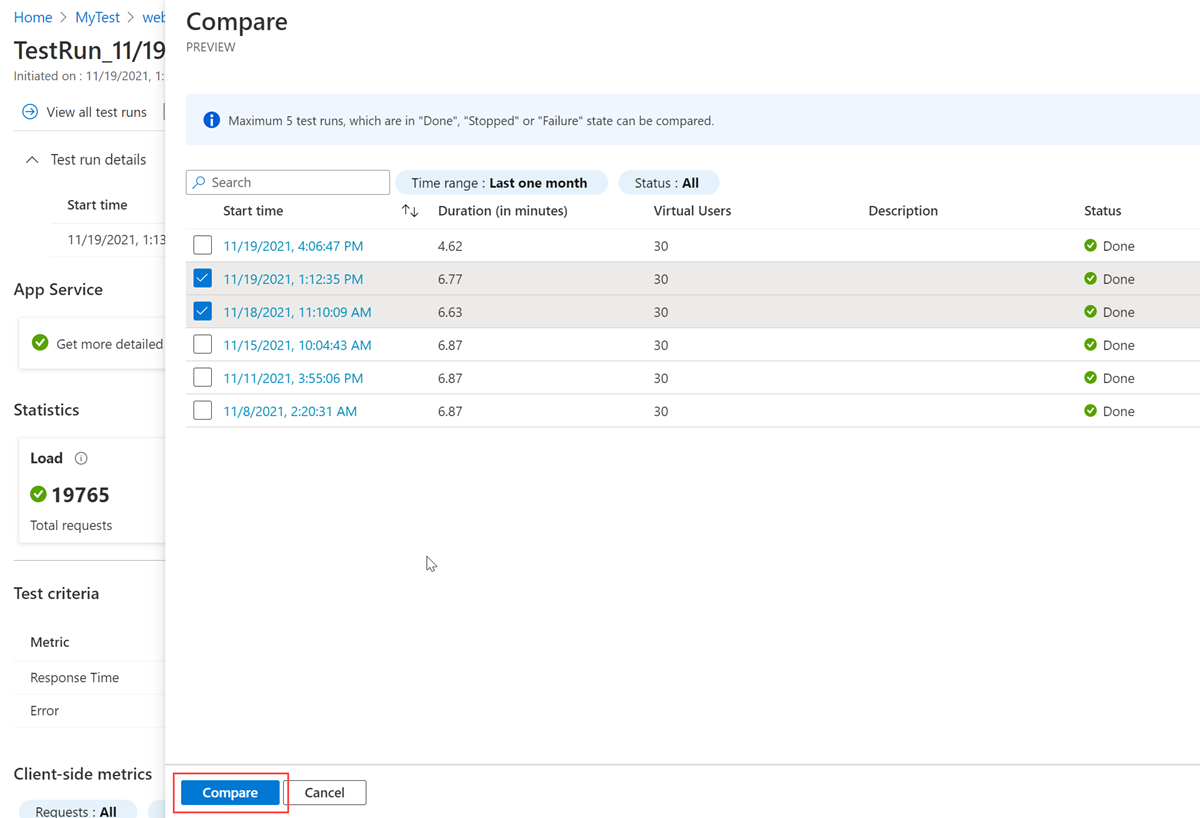 Home > MyTest > web
TestRun_11/19
Initiated on : 11/19/2021, 1:
View all test runs
Test run details
Start time
11/19/2021, 1:13
App Service
Get more detailed
Statistics
Load
19765
Total requests
Test criteria
Metric
Response Time
Error
Client-side metrics
Requests : All
Compare
PREVIEW
Maximum 5 test runs, which are in "Done", "Stopped" or "Failure" state can be compared.
Search Time range : Last one month Status : All
Start time Duration (in minutes) Virtual Users Description Status
11/19/2021, 4:06:47 PM 4.62 30 Done
11/19/2021, 1:12:35 PM 6.77 30 Done
11/18/2021, 11:10:09 AM 6.63 30 Done
11/15/2021, 10:04:43 AM 6.87 30 Done
11/11/2021, 3:55:06 PM 6.87 30 Done
11/8/2021, 2:20:31 AM 6.87 30 Done
Compare Cancel